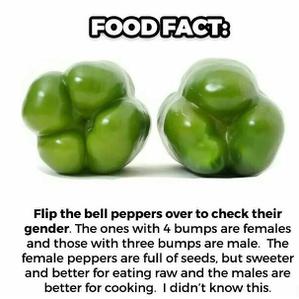 FOOD FACT:
Flip the bell peppers over to check their
gender. The ones with 4 bumps are females
and those with three bumps are male. The
female peppers are full of seeds, but sweeter
and better for eating raw and the males are
better for cooking. I didn't know this.